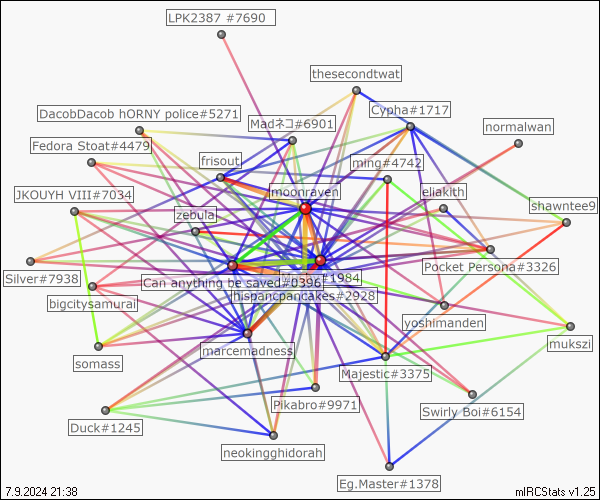 LPK2387 #7690
thesecondtwat
DacobDacob hORNY police#5271
Madネコ#6901
Cypha#1717
normalwan
Fedora Stoat#4479
frisout
ming#4742
moonraven
eliakith
JKOUYH VIII#7034
zebula
shawntee9
Silver#7938
Can anything be saved#0396
#1984
Pocket Persona#3326
bigcitysamurai
hispancpancakes#2928
yoshimanden
somass
marcemadness
mukszi
Majestic#3375
Pikabro#9971
Swirly Boi#6154
Duck#1245
neokingghidorah
Eg.Master#1378
7.9.2024 21:38
mIRCStats v1.25